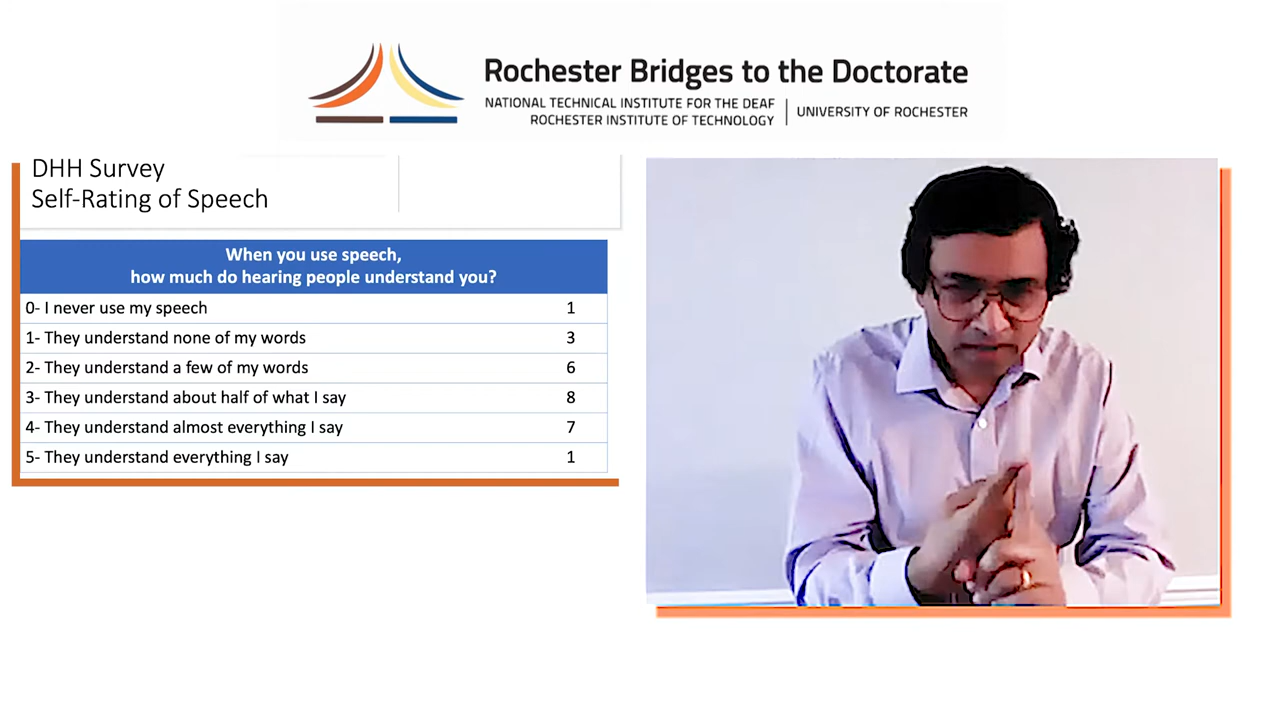 Rochester Bridges to the Doctorate
NATIONAL TECHNICAL INSTITUTE FOR THE DEAF
ROCHESTER INSTITUTE OF TECHNOLOGY
UNIVERSITY OF ROCHESTER
DHH Survey
Self-Rating of Speech
When you use speech,
how much do hearing people understand you?
0- I never use my speech 1
1- They understand none of my words 3
2- They understand a few of my words 6
3- They understand about half of what I say 8
4- They understand almost everything I say 7
5- They understand everything I say 1